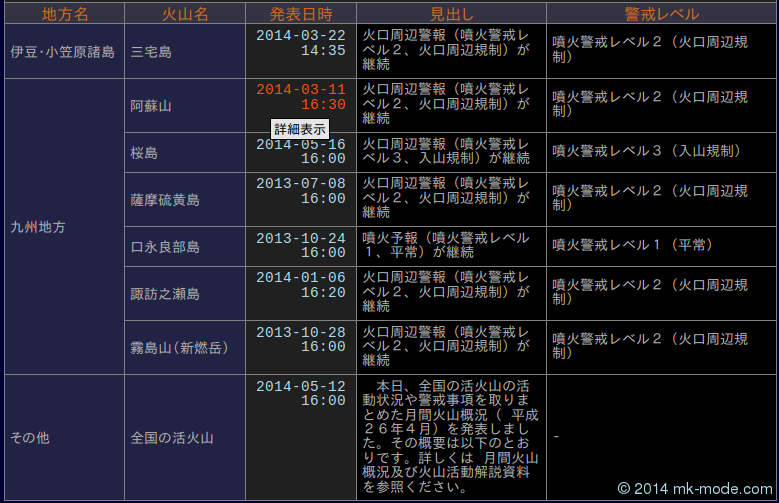 地方名 火山名 発表日時 見出し 警戒レベル
伊豆・小笠原諸島 三宅島 2014-03-22
14:35 火口周辺警報（噴火警戒レ
ベル２、火口周辺規制）が
継続 噴火警戒レベル２（火口周辺規
制）
九州地方 阿蘇山 2014-03-11
16:30 火口周辺警報（噴火警戒レ
ベル２、火口周辺規制）が
継続 噴火警戒レベル２（火口周辺規
制）
詳細表示
桜島 2014-05-16
16:00 火口周辺警報（噴火警戒レ
ベル３、入山規制）が継続 噴火警戒レベル３（入山規制）
薩摩硫黄島 2013-07-08
16:00 火口周辺警報（噴火警戒レ
ベル２、火口周辺規制）が
継続 噴火警戒レベル２（火口周辺規
制）
口永良部島 2013-10-24
16:00 噴火予報（噴火警戒レベル
１、平常）が継続 噴火警戒レベル１（平常）
諏訪之瀬島 2014-01-06
16:20 火口周辺警報（噴火警戒レ
ベル２、火口周辺規制）が
継続 噴火警戒レベル２（火口周辺規
制）
霧島山（新燃岳） 2013-10-28
16:00 火口周辺警報（噴火警戒レ
ベル２、火口周辺規制）が
継続 噴火警戒レベル２（火口周辺規
制）
その他 全国の活火山 2014-05-12
16:00 本日、全国の活火山の活
動状況や警戒事項を取りま
とめた月間火山概況（ 平成
２６年４月）を発表しまし
た。その概要は以下のとお
りです。詳しくは 月間火山
概況及び火山活動解説資料
を参照ください。 -
© 2014 mk-mode.com